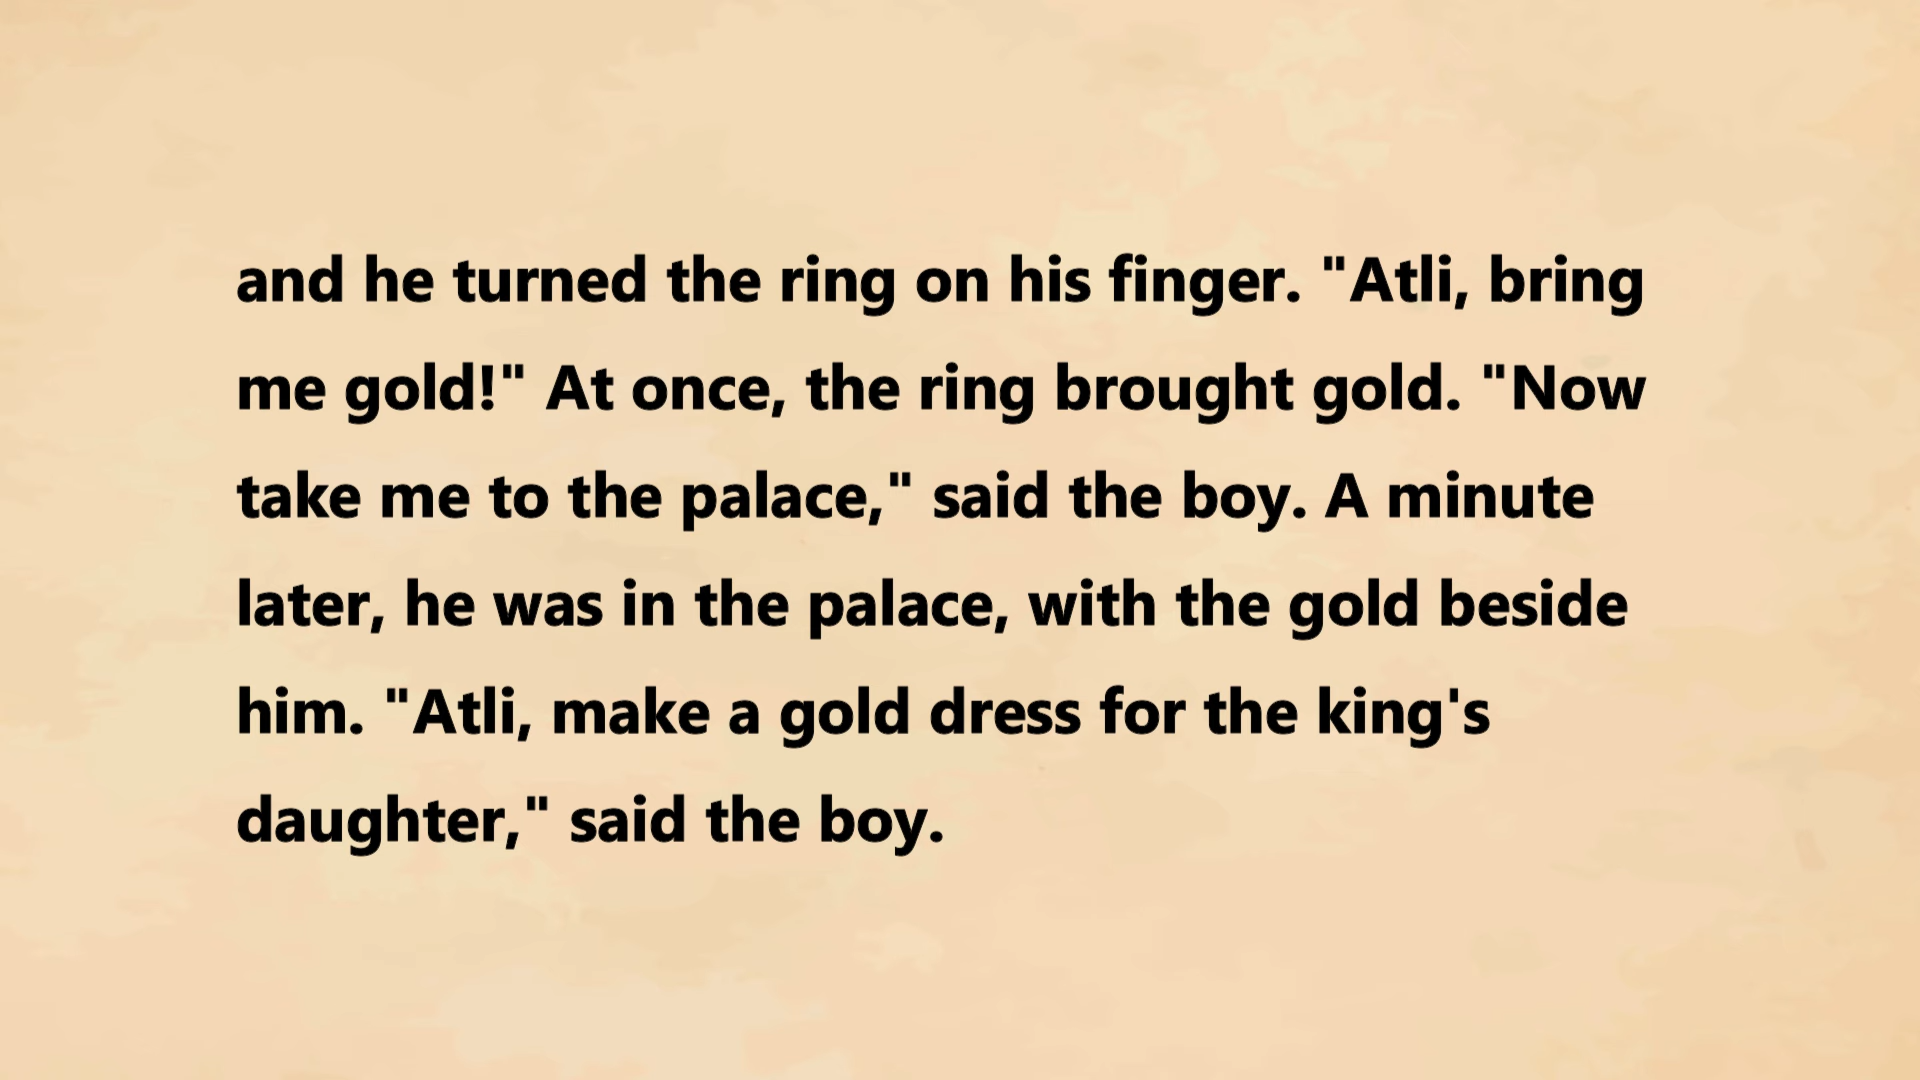 and he turned the ring on his finger. "Atli, bring
me gold!" At once, the ring brought gold. "Now
take me to the palace," said the boy. A minute
later, he was in the palace, with the gold beside
him. "Atli, make a gold dress for the king's
daughter," said the boy.